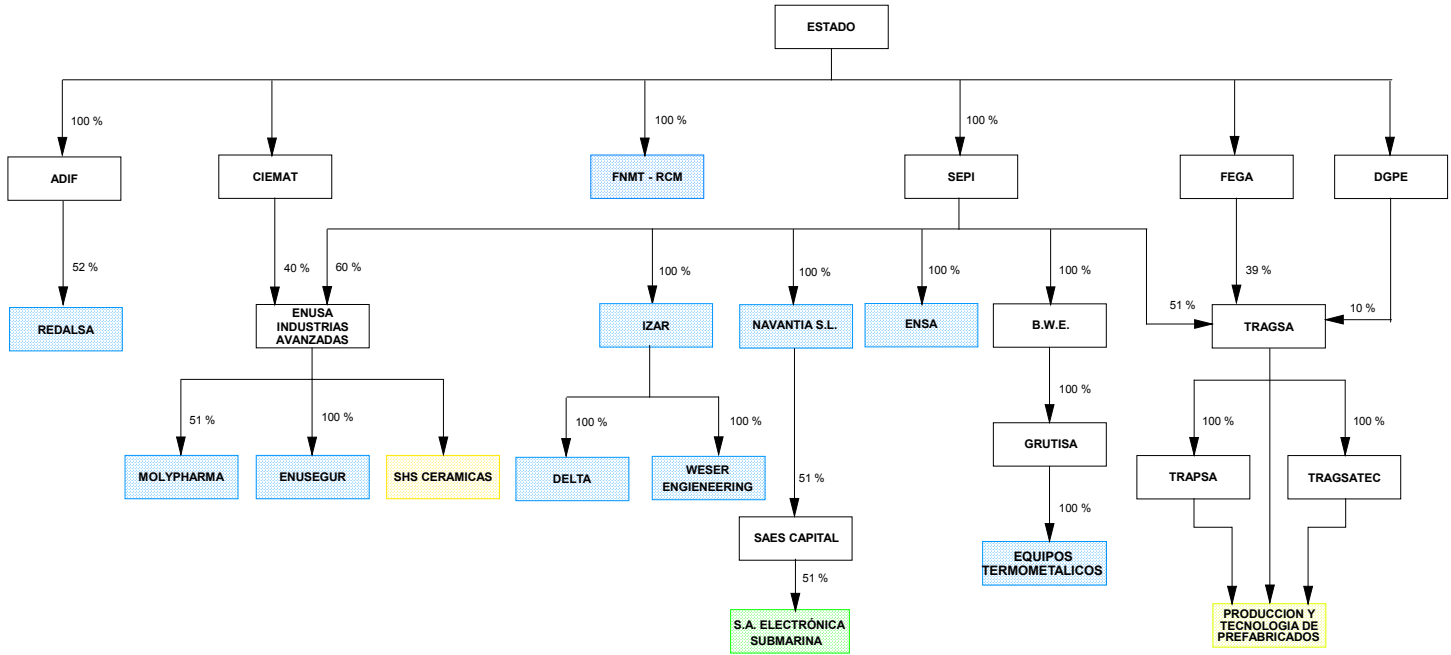 ESTADO
100 %
100 %
100 %
ADIF
CIEMAT
FNMT - RCM
SEPI
FEGA
DGPE
52 %
40 %
60 %
100 %
100 %
100 %
100 %
39 %
51 %
10 %
REDALSA
ENUSA
INDUSTRIAS
AVANZADAS
IZAR
NAVANTIA S.L.
ENSA
B.W.E.
TRAGSA
51 %
100 %
100 %
100 %
100 %
100 %
100 %
MOLYPHARMA
ENUSEGUR
SHS CERAMICAS
DELTA
WESER
ENGIENEERING
GRUTISA
TRAPSA
TRAGSATEC
51 %
100 %
SAES CAPITAL
EQUIPOS
TERMOMETALICOS
51 %
S.A. ELECTRÓNICA
SUBMARINA
PRODUCCION Y
TECNOLOGIA DE
PREFABRICADOS